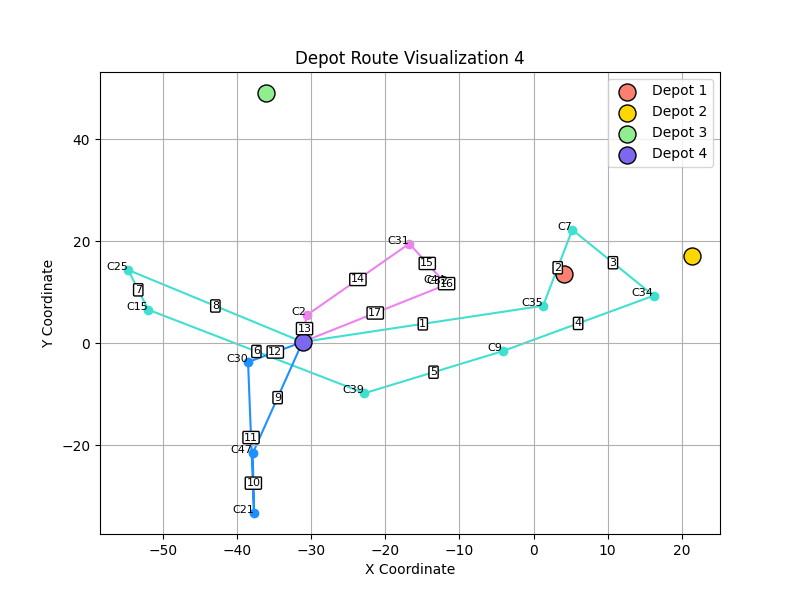 Depot Route Visualization 4
Depot 1
Depot 2
Depot 3
Depot 4
Y Coordinate
40
20
0
−20
C7
C31
C25
C15
C2
C35
C34
C30
C9
C39
C47
C21
1
2
3
4
5
6
7
8
9
10
11
12
13
14
15
16
17
−50
−40
−30
−20
−10
0
10
20
X Coordinate